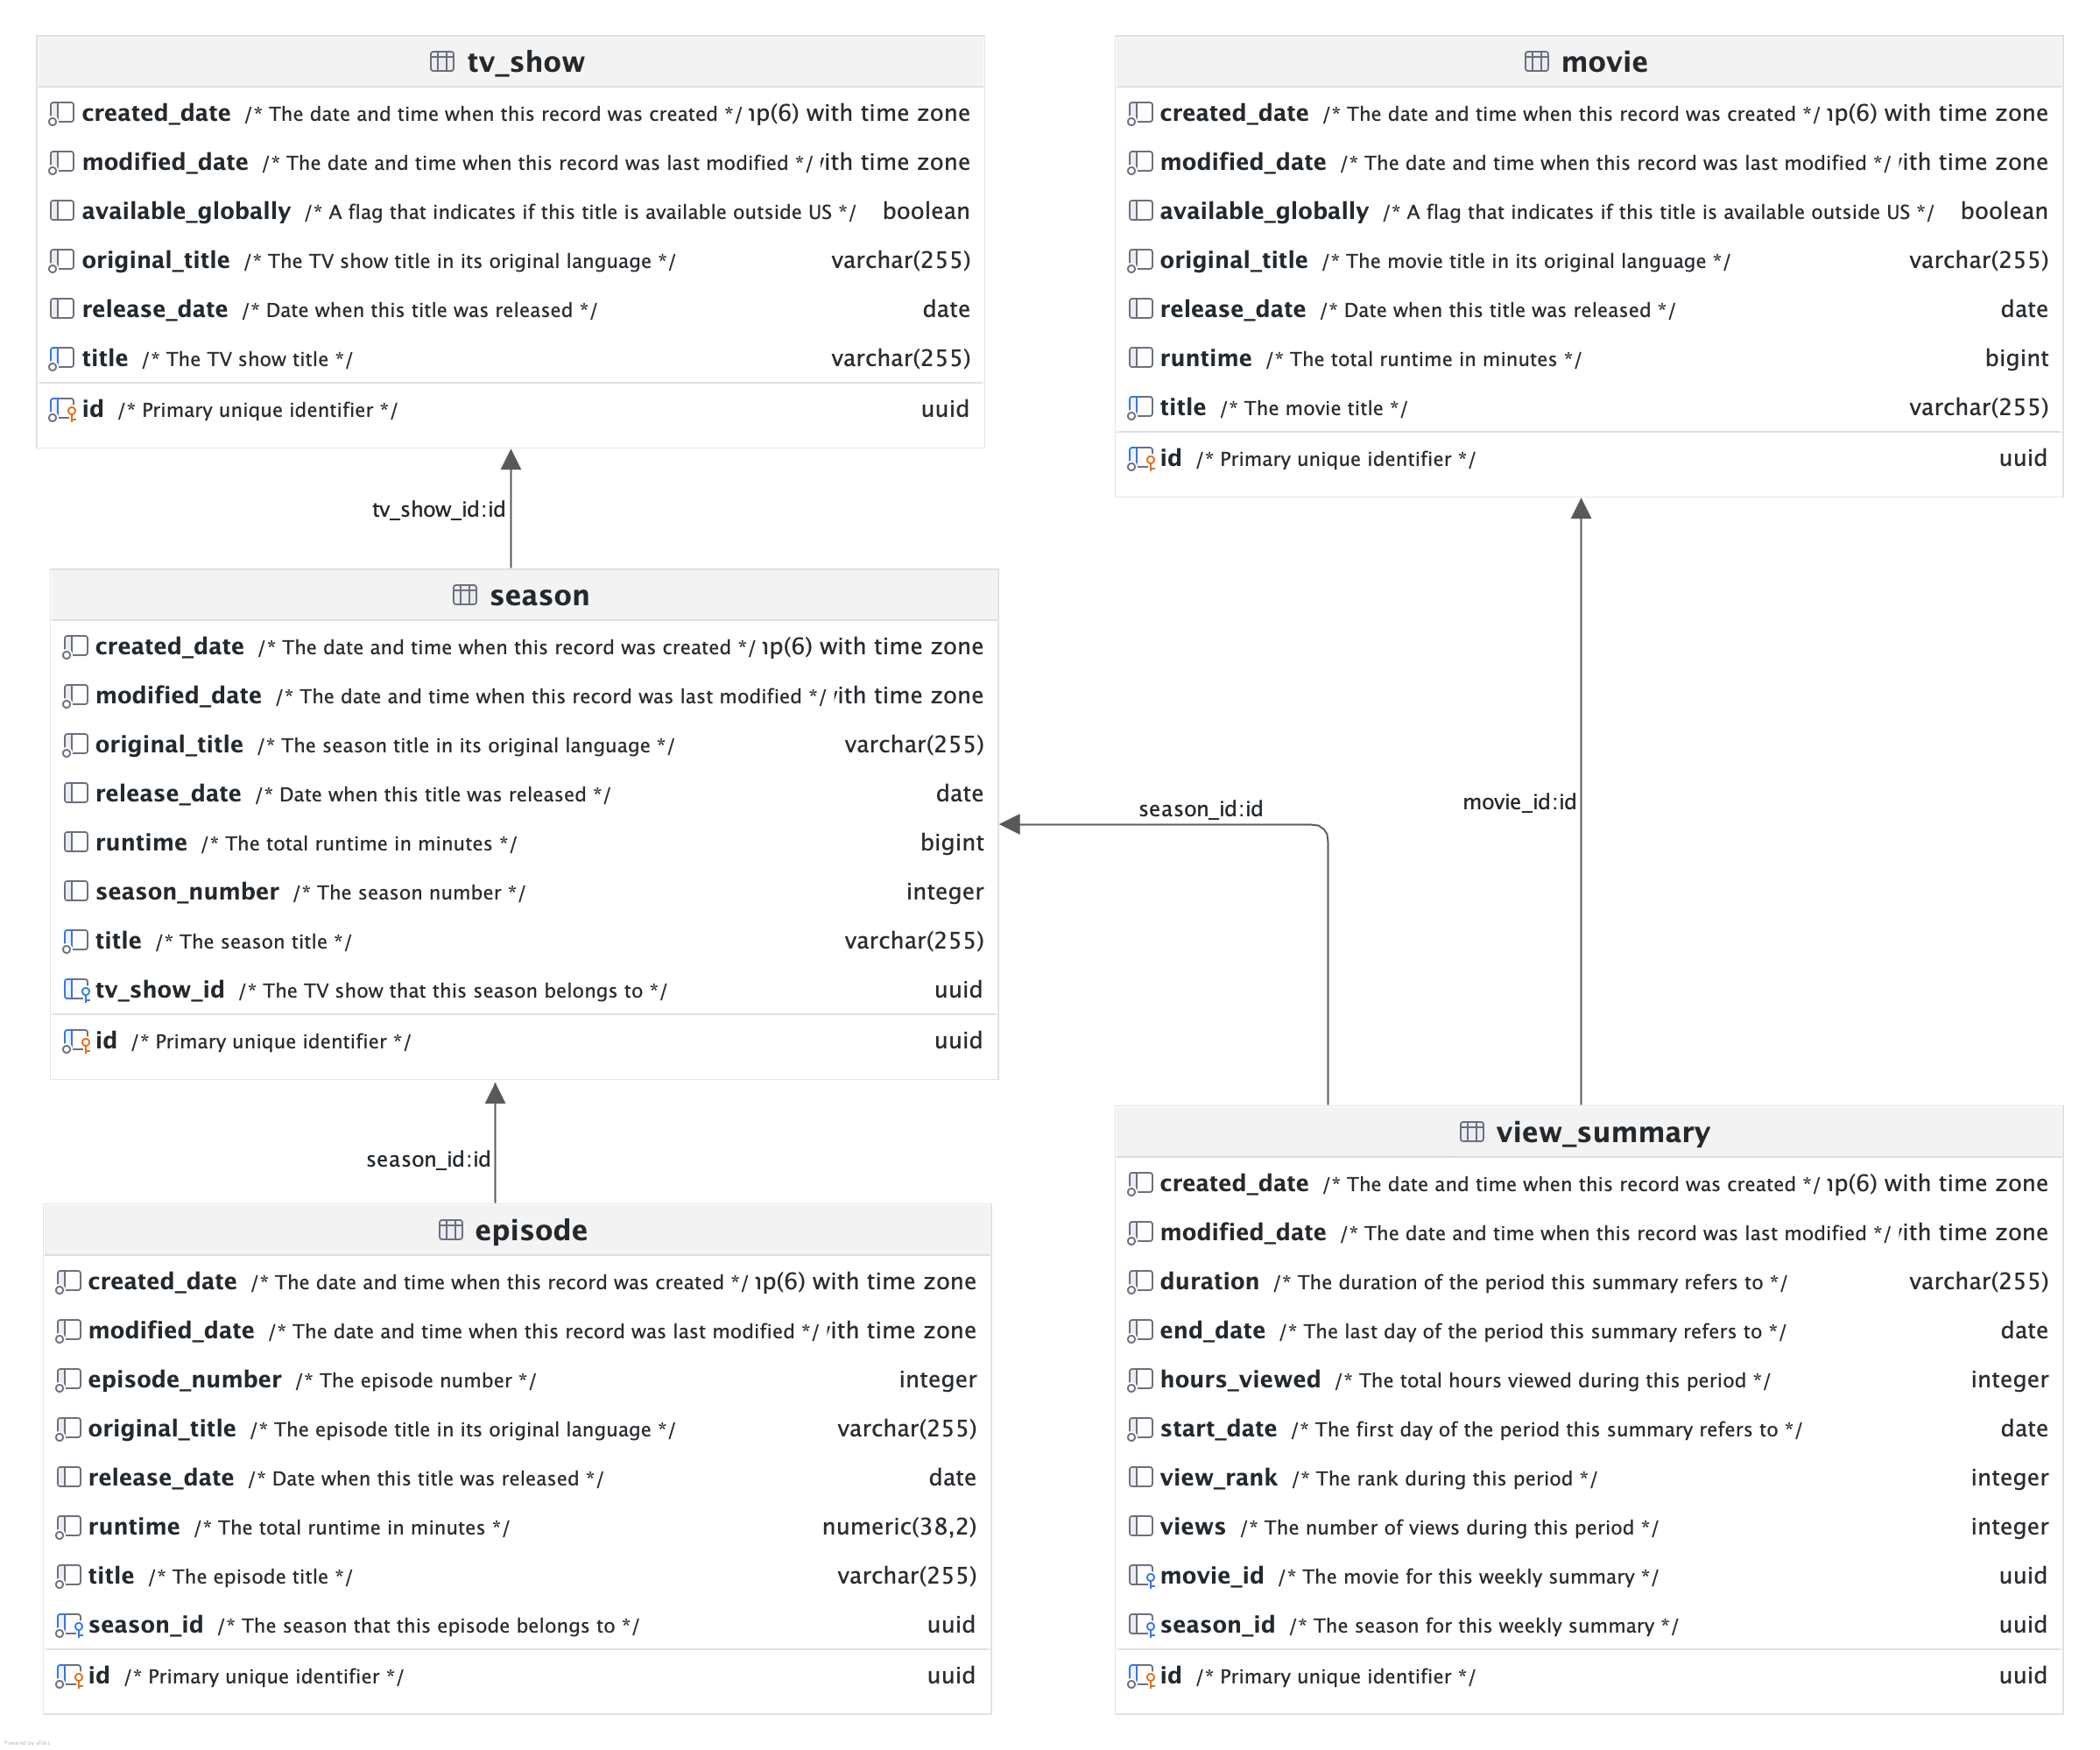 tv_show
created_date /* The date and time when this record was created */ ıp(6) with time zone
modified_date /* The date and time when this record was last modified */ with time zone
available_globally /* A flag that indicates if this title is available outside US */ boolean
original_title /* The TV show title in its original language */ varchar(255)
release_date /* Date when this title was released */ date
title /* The TV show title */ varchar(255)
id /* Primary unique identifier */ uuid
movie
created_date /* The date and time when this record was created */ ıp(6) with time zone
modified_date /* The date and time when this record was last modified */ with time zone
available_globally /* A flag that indicates if this title is available outside US */ boolean
original_title /* The movie title in its original language */ varchar(255)
release_date /* Date when this title was released */ date
runtime /* The total runtime in minutes */ bigint
title /* The movie title */ varchar(255)
id /* Primary unique identifier */ uuid
tv_show_id:id
season
created_date /* The date and time when this record was created */ ıp(6) with time zone
modified_date /* The date and time when this record was last modified */ with time zone
original_title /* The season title in its original language */ varchar(255)
release_date /* Date when this title was released */ date
runtime /* The total runtime in minutes */ bigint
season_number /* The season number */ integer
title /* The season title */ varchar(255)
tv_show_id /* The TV show that this season belongs to */ uuid
id /* Primary unique identifier */ uuid
season_id:id
movie_id:id
season_id:id
episode
created_date /* The date and time when this record was created */ ıp(6) with time zone
modified_date /* The date and time when this record was last modified */ with time zone
episode_number /* The episode number */ integer
original_title /* The episode title in its original language */ varchar(255)
release_date /* Date when this title was released */ date
runtime /* The total runtime in minutes */ numeric(38,2)
title /* The episode title */ varchar(255)
season_id /* The season that this episode belongs to */ uuid
id /* Primary unique identifier */ uuid
view_summary
created_date /* The date and time when this record was created */ ıp(6) with time zone
modified_date /* The date and time when this record was last modified */ with time zone
duration /* The duration of the period this summary refers to */ varchar(255)
end_date /* The last day of the period this summary refers to */ date
hours_viewed /* The total hours viewed during this period */ integer
start_date /* The first day of the period this summary refers to */ date
view_rank /* The rank during this period */ integer
views /* The number of views during this period */ integer
movie_id /* The movie for this weekly summary */ uuid
season_id /* The season for this weekly summary */ uuid
id /* Primary unique identifier */ uuid
Powered by yFiles